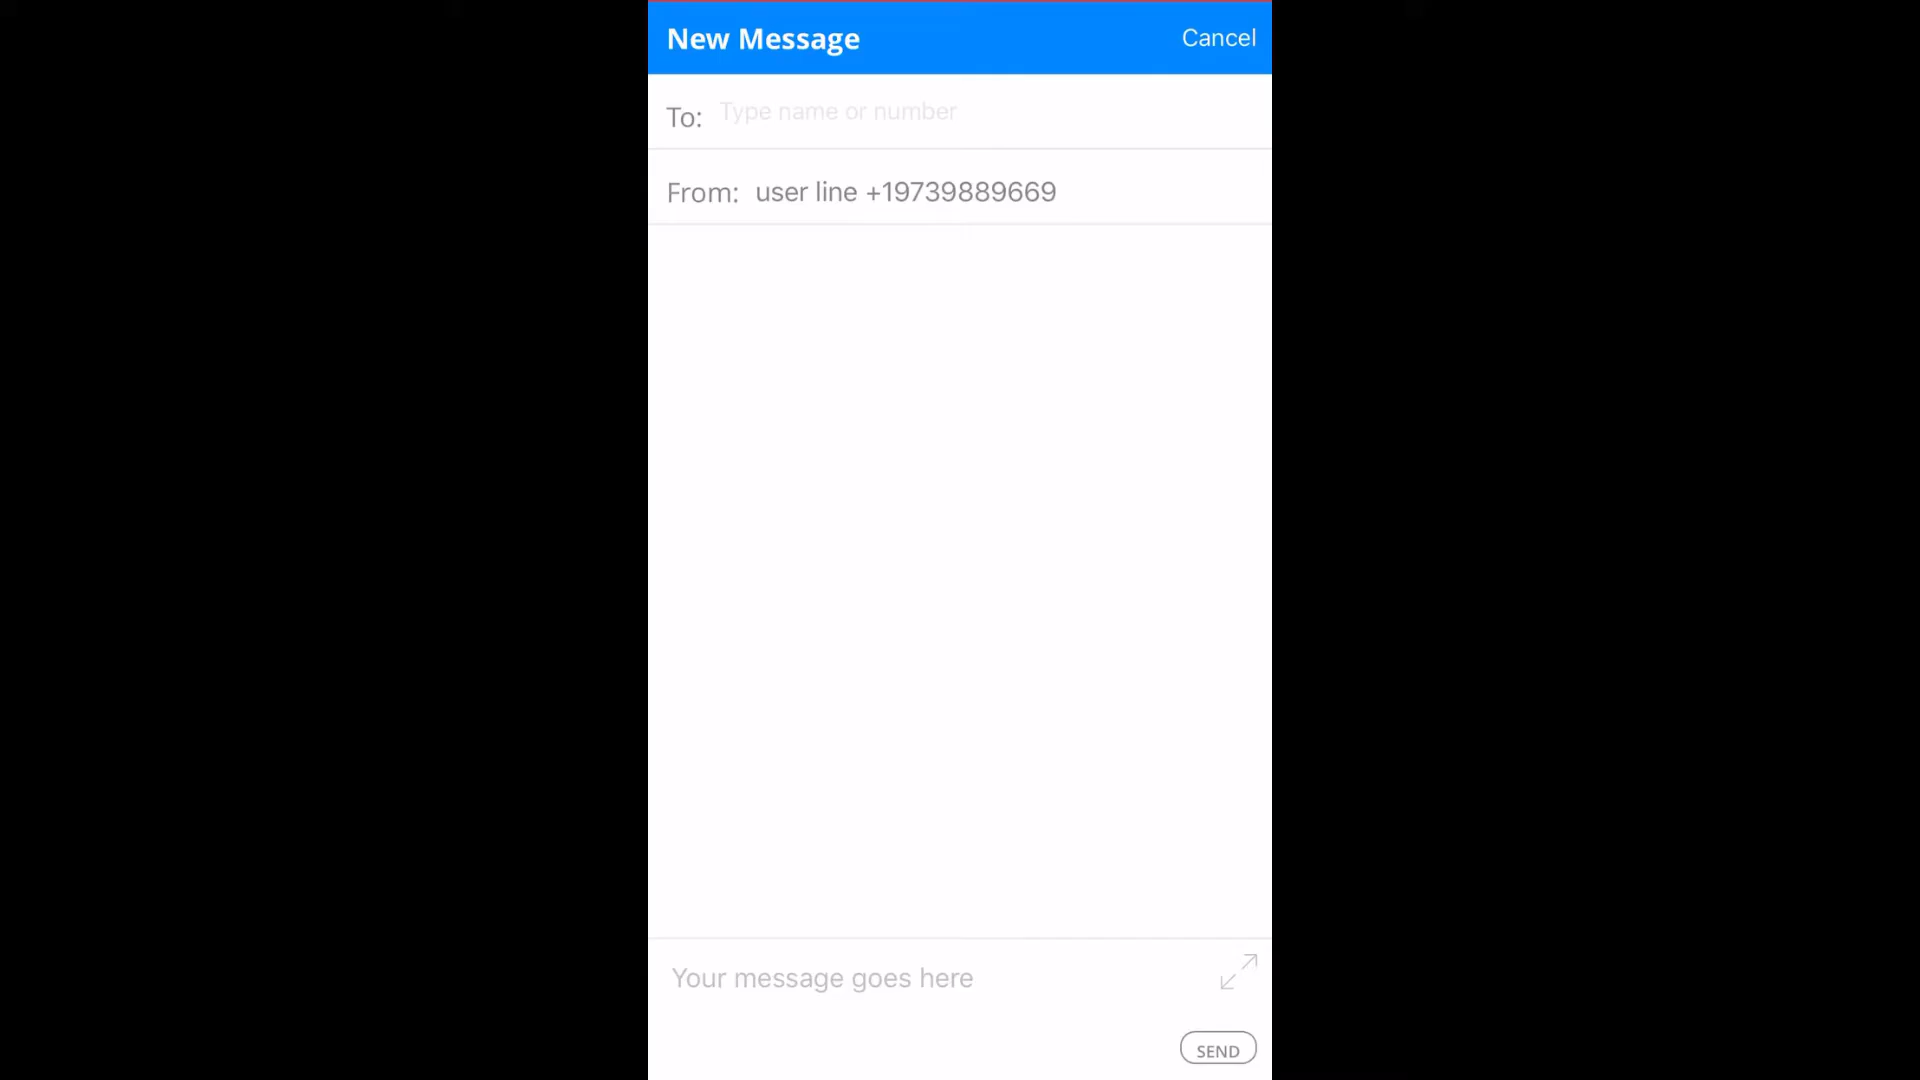 New Message Cancel
To: Type name or number
From: user line +19739889669
Your message goes here
SEND